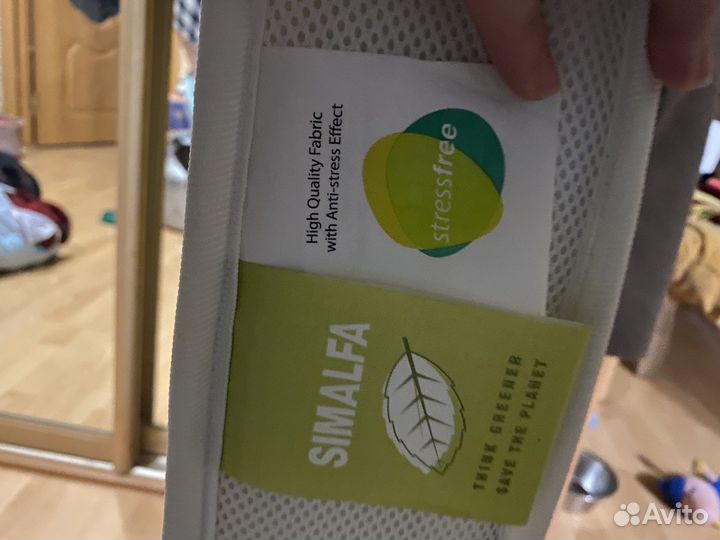 High Quality Fabric
with Anti-stress Effect
stressfree
SIMALFA
THINK GREENER
SAVE THE PLANET
Avito